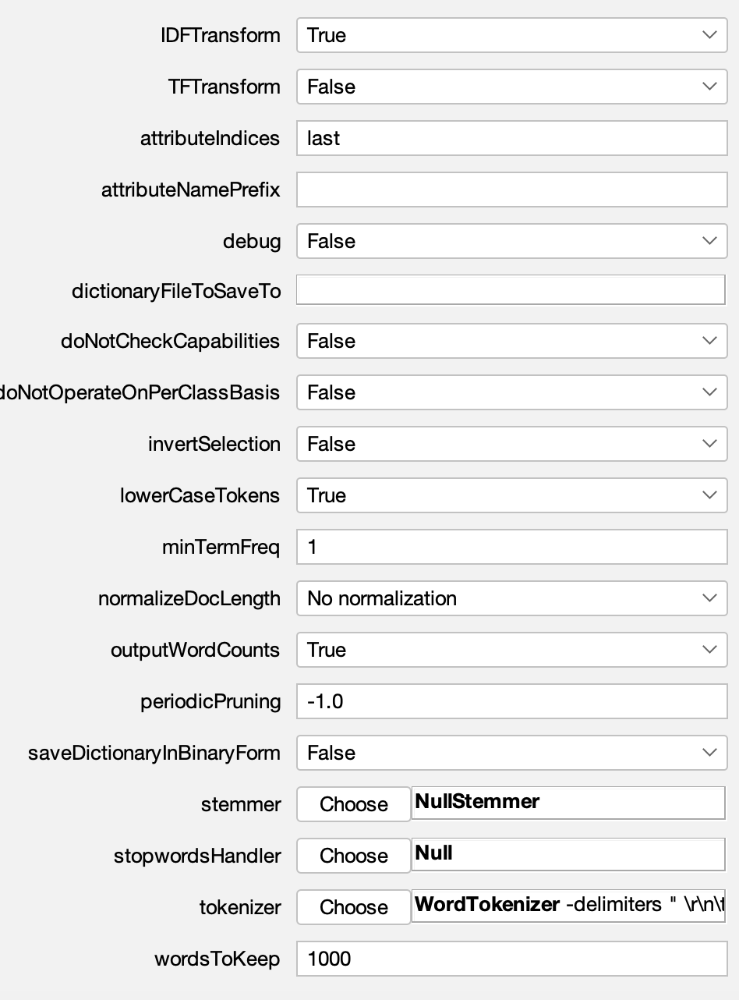 IDFTransform True
TFTransform False
attributeIndices last
attributeNamePrefix
debug False
dictionaryFileToSaveTo
doNotCheckCapabilities False
doNotOperateOnPerClassBasis False
invertSelection False
lowerCaseTokens True
minTermFreq 1
normalizeDocLength No normalization
outputWordCounts True
periodicPruning -1.0
saveDictionaryInBinaryForm False
stemmer Choose NullStemmer
stopwordsHandler Choose Null
tokenizer Choose WordTokenizer -delimiters " \r\n\t
wordsToKeep 1000